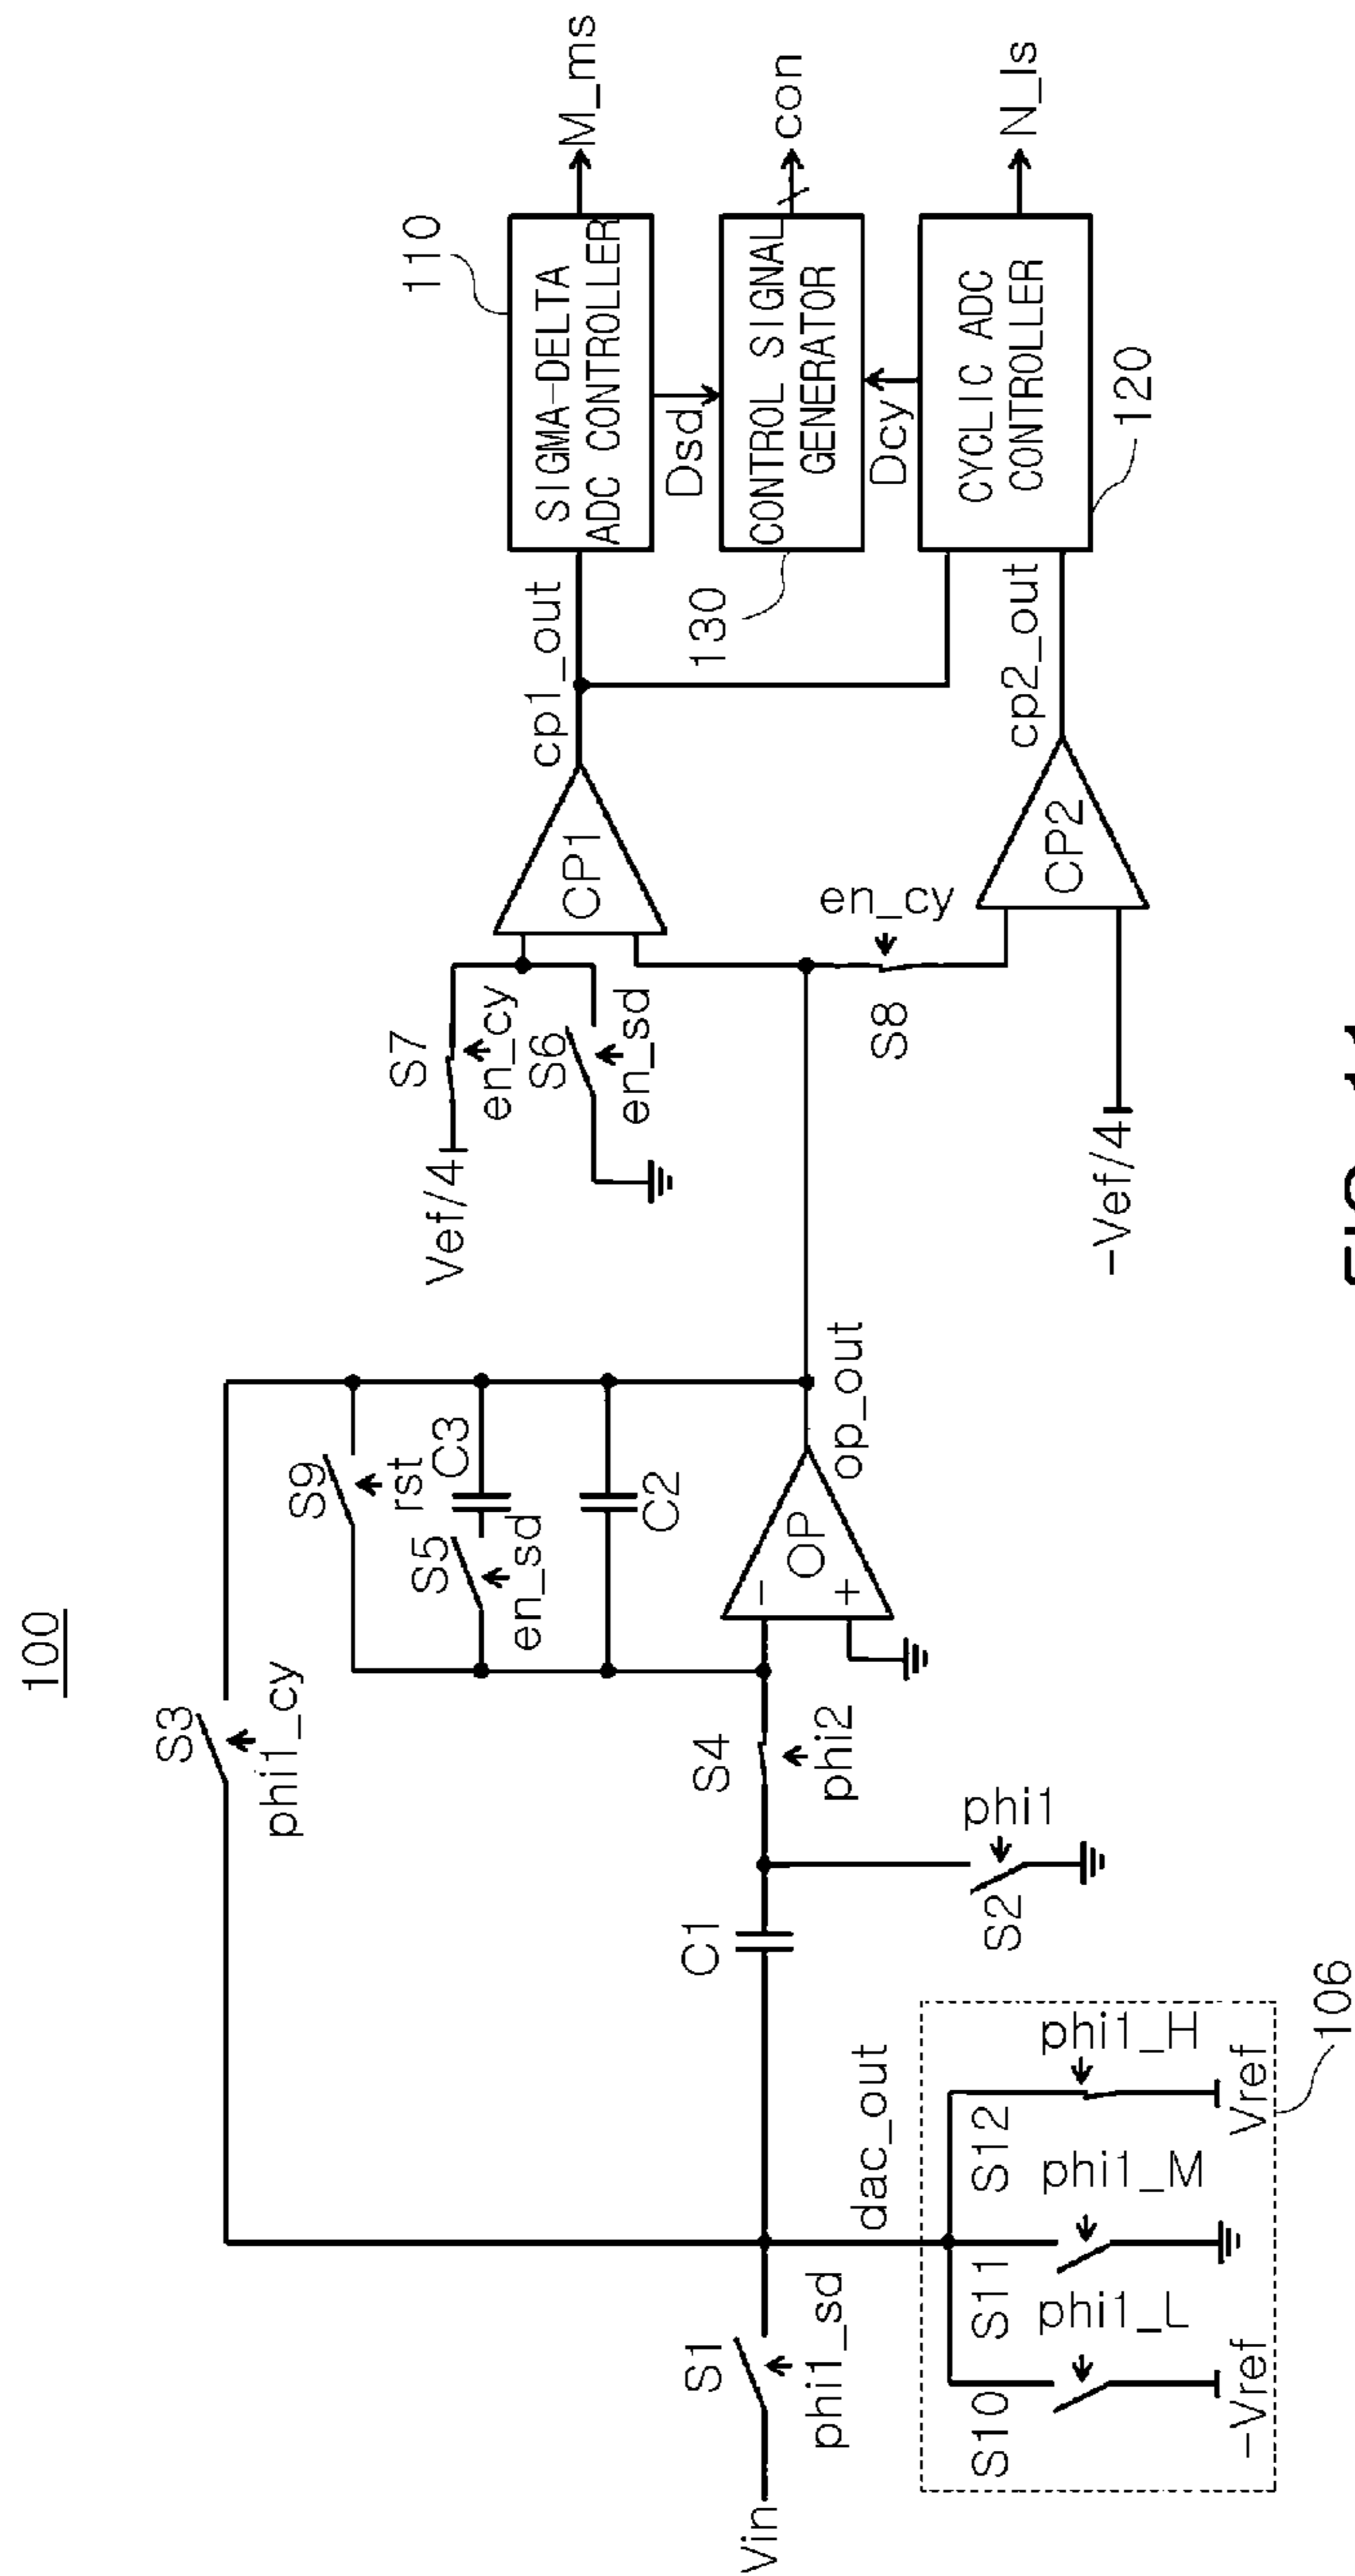 100
S3
phi1_cy
S9
rst
S5
en_sd
C3
C2
Vin
S1
phi1_sd
C1
S4
phi2
OP
-
+
op_out
S2
phi1
dac_out
S10
phi1_L
-Vref
S11
phi1_M
S12
phi1_H
Vref
106
Vef/4
S7
en_cy
S6
en_sd
CP1
cp1_out
S8
en_cy
-Vef/4
CP2
cp2_out
110
SIGMA-DELTA
ADC CONTROLLER
M_ms
Dsd
130
CONTROL SIGNAL
GENERATOR
con
Dcy
CYCLIC ADC
CONTROLLER
120
N_ls